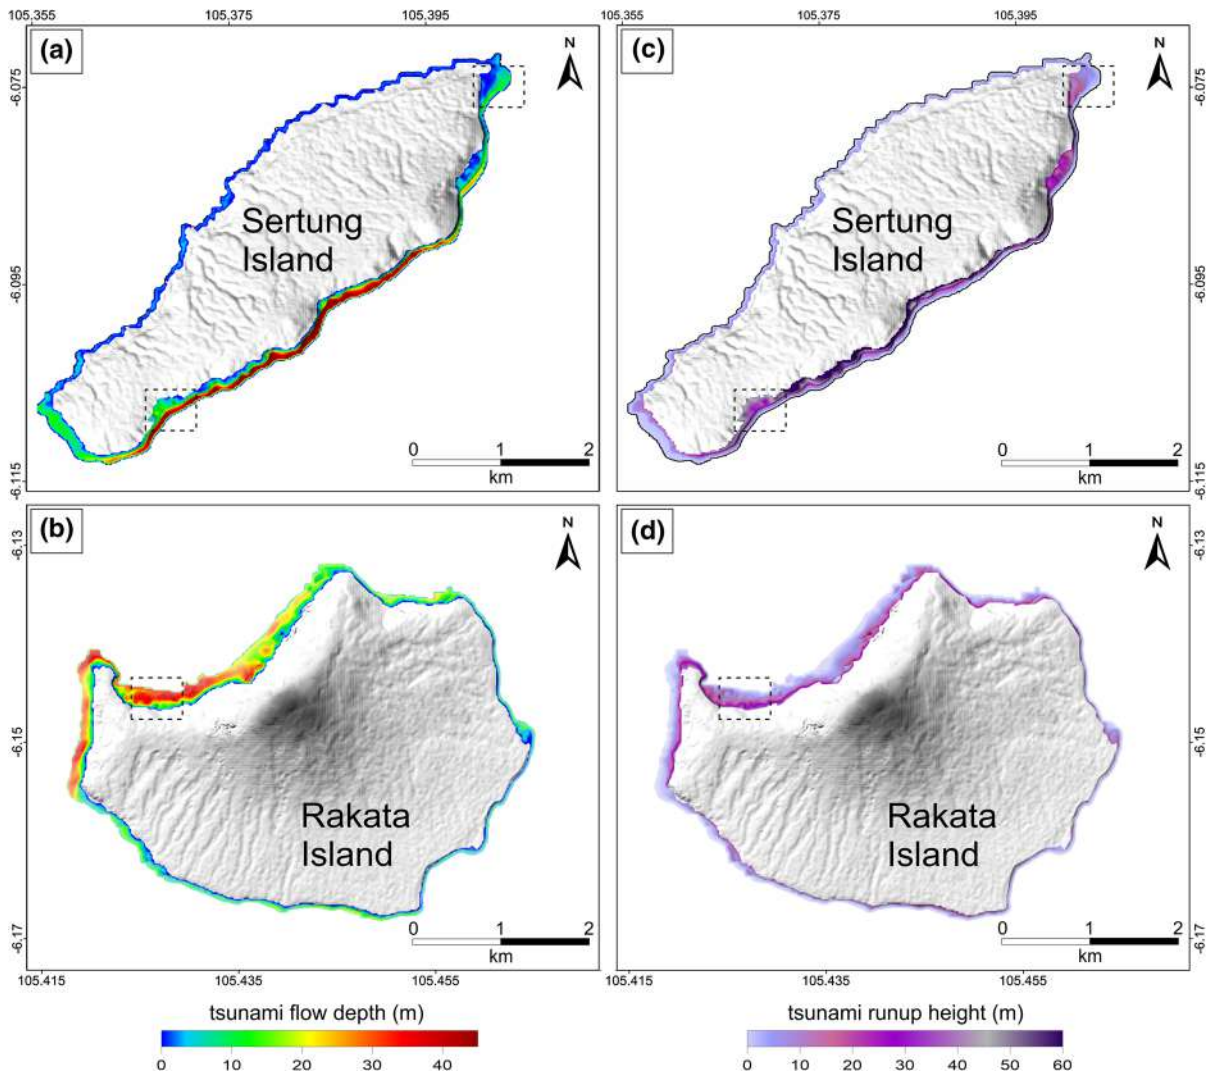 105.355 105.375 105.395
105.355 105.375 105.395
(a)
N
(c)
N
-6.075
-6.075
Sertung
Island
Sertung
Island
-6.095
-6.095
0 1 2
km
0 1 2
km
-6.115
-6.115
(b)
N
(d)
N
-6.13
-6.13
-6.15
-6.15
Rakata
Island
Rakata
Island
0 1 2
km
0 1 2
km
-6.17
-6.17
105.415 105.435 105.455
105.415 105.435 105.455
tsunami flow depth (m)
0 10 20 30 40
tsunami runup height (m)
0 10 20 30 40 50 60